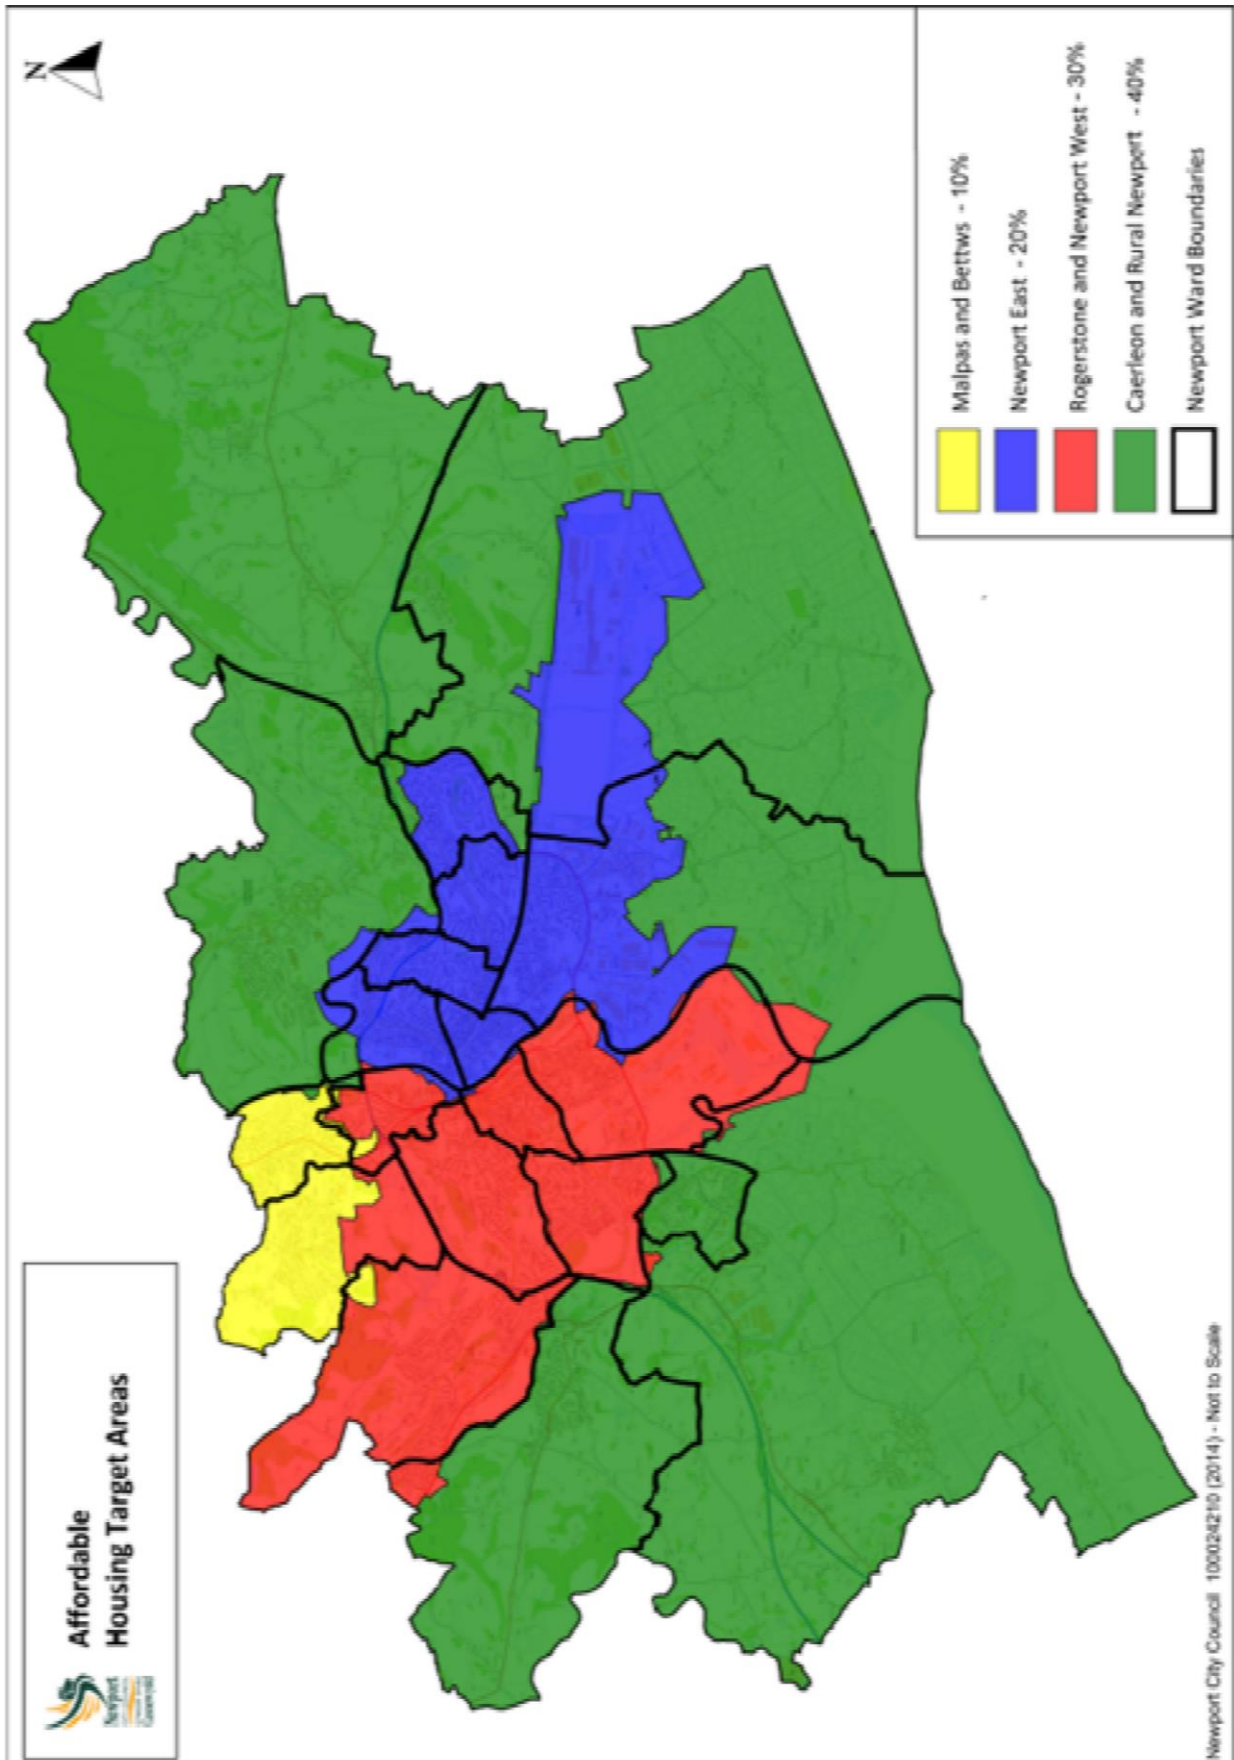 Affordable
Housing Target Areas
Newport
N
Malpas and Bettws - 10%
Newport East - 20%
Rogerstone and Newport West - 30%
Caerleon and Rural Newport - 40%
Newport Ward Boundaries
Newport City Council 100024210 (2014) - Not to Scale